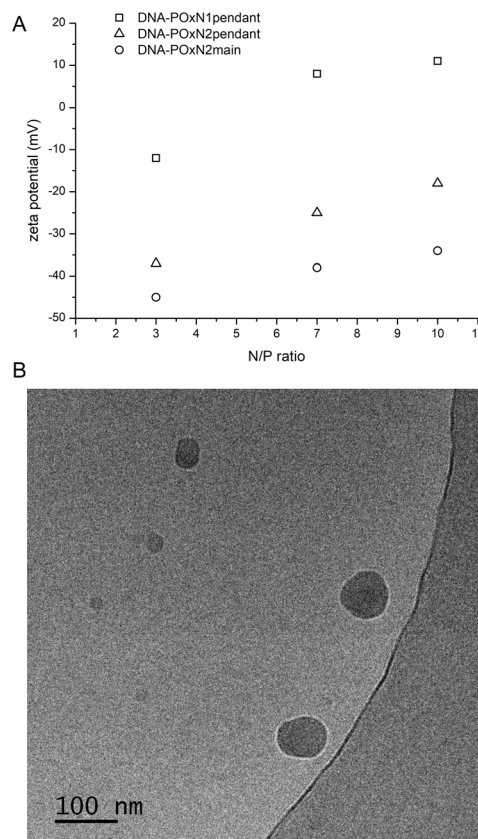 A
DNA-POxN1pendant
DNA-POxN2pendant
DNA-POxN2main
20
10
0
-10
-20
-30
-40
-50
zeta potential (mV)
1 2 3 4 5 6 7 8 9 10
N/P ratio
B
100 nm